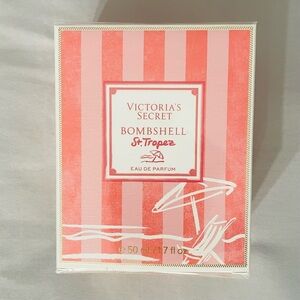 VICTORIA'S
SECRET
BOMBSHELL
St. Tropez
EAU DE PARFUM
e 50 ml / 1.7 fl oz